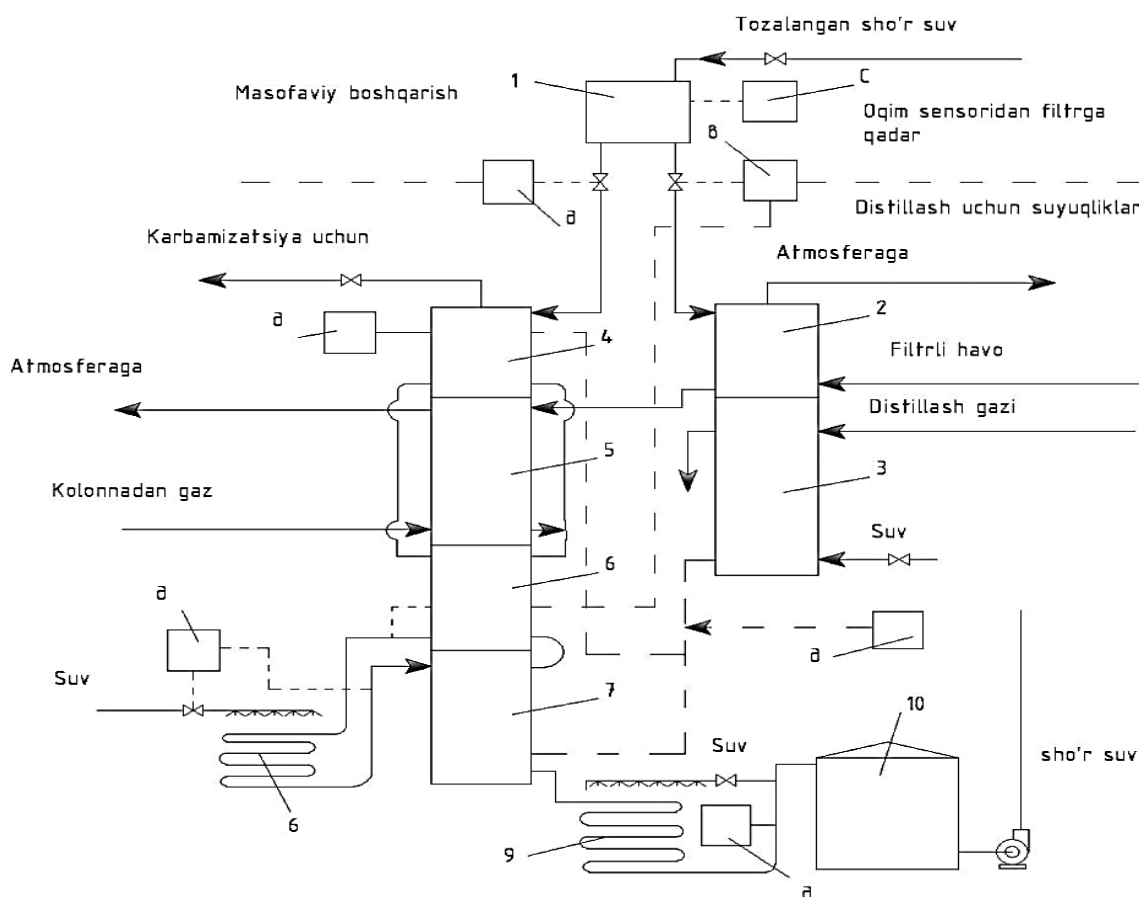 Tozalangan sho'r suv
1
C
Masofaviy boshqarish
Oqim sensoridan filtrga
qadar
B
a
Distillash uchun suyuqliklar
Karbamizatsiya uchun
Atmosferaga
a
2
4
Filtrli havo
Atmosferaga
Distillash gazi
5
3
Kolonnadan gaz
Suv
6
a
a
Suv
7
10
Suv
sho'r suv
6
9
a